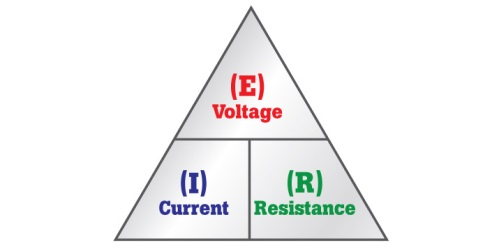 (E)
Voltage
(I)
Current
(R)
Resistance